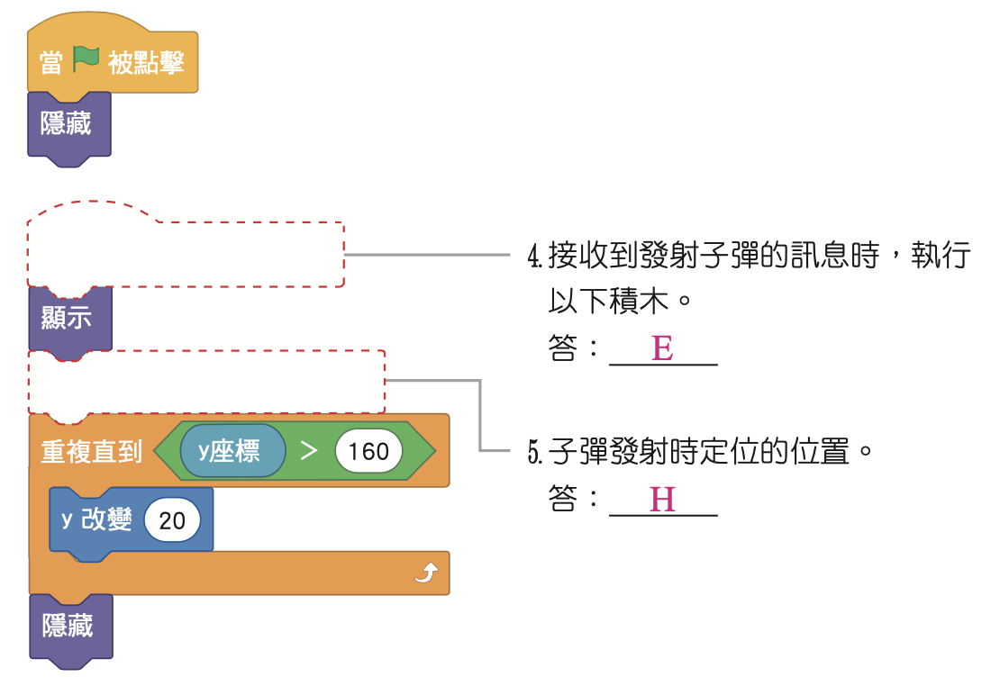 當 被點擊
隱藏
顯示
重複直到 y座標 > 160
y 改變 20
隱藏
4.接收到發射子彈的訊息時，執行
以下積木。
答：E
5.子彈發射時定位的位置。
答：H